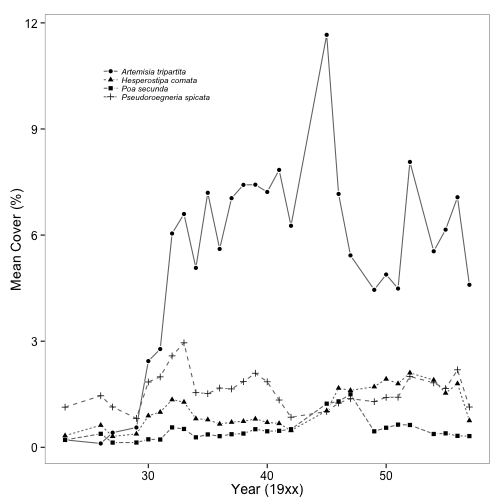 12
9
6
3
0
Mean Cover (%)
Artemisia tripartita
Hesperostipa comata
Poa secunda
Pseudoroegneria spicata
30 40 50
Year (19xx)